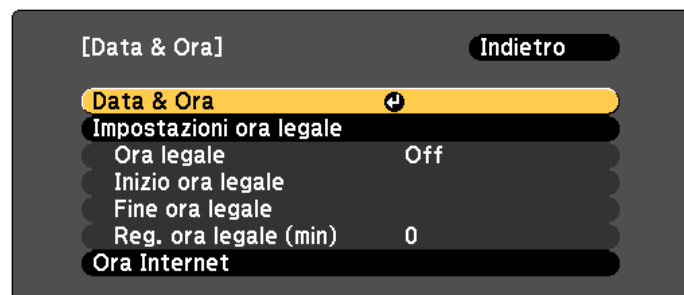 [Data & Ora] Indietro
Data & Ora
Impostazioni ora legale
Ora legale Off
Inizio ora legale
Fine ora legale
Reg. ora legale (min) 0
Ora Internet